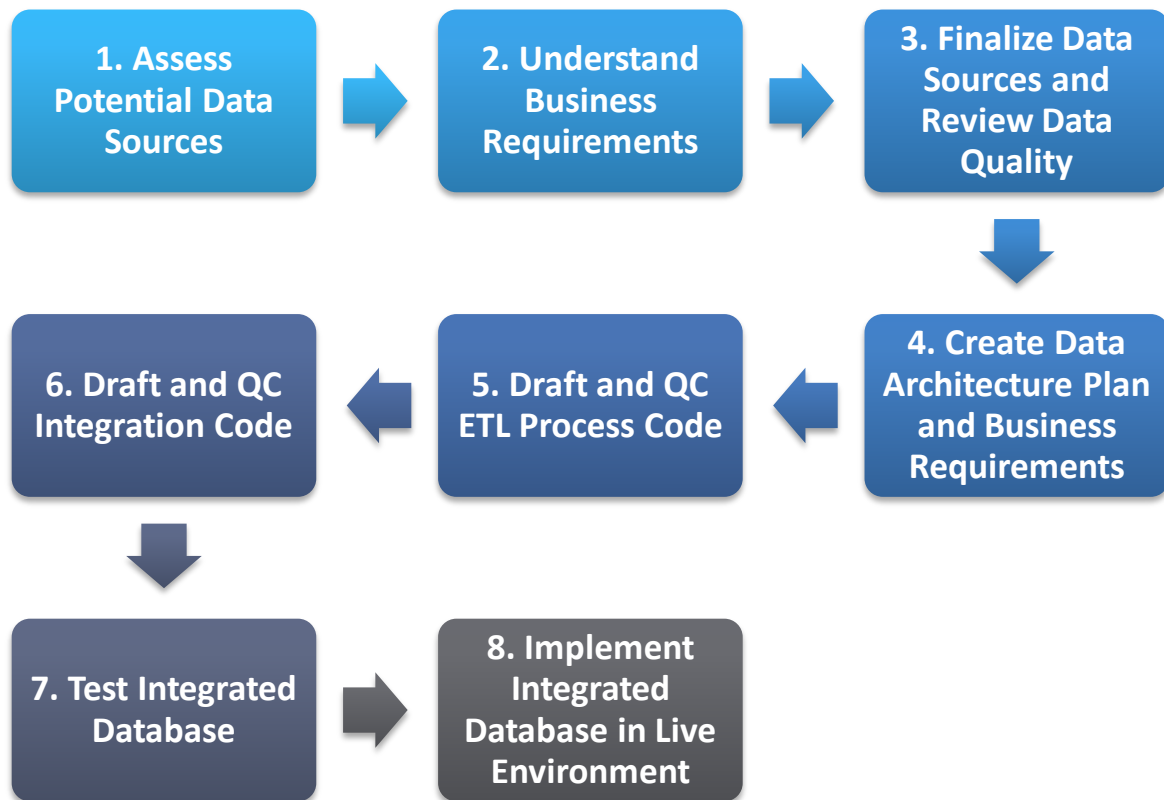 1. Assess
Potential Data
Sources
2. Understand
Business
Requirements
3. Finalize Data
Sources and
Review Data
Quality
4. Create Data
Architecture Plan
and Business
Requirements
5. Draft and QC
ETL Process Code
6. Draft and QC
Integration Code
7. Test Integrated
Database
8. Implement
Integrated
Database in Live
Environment